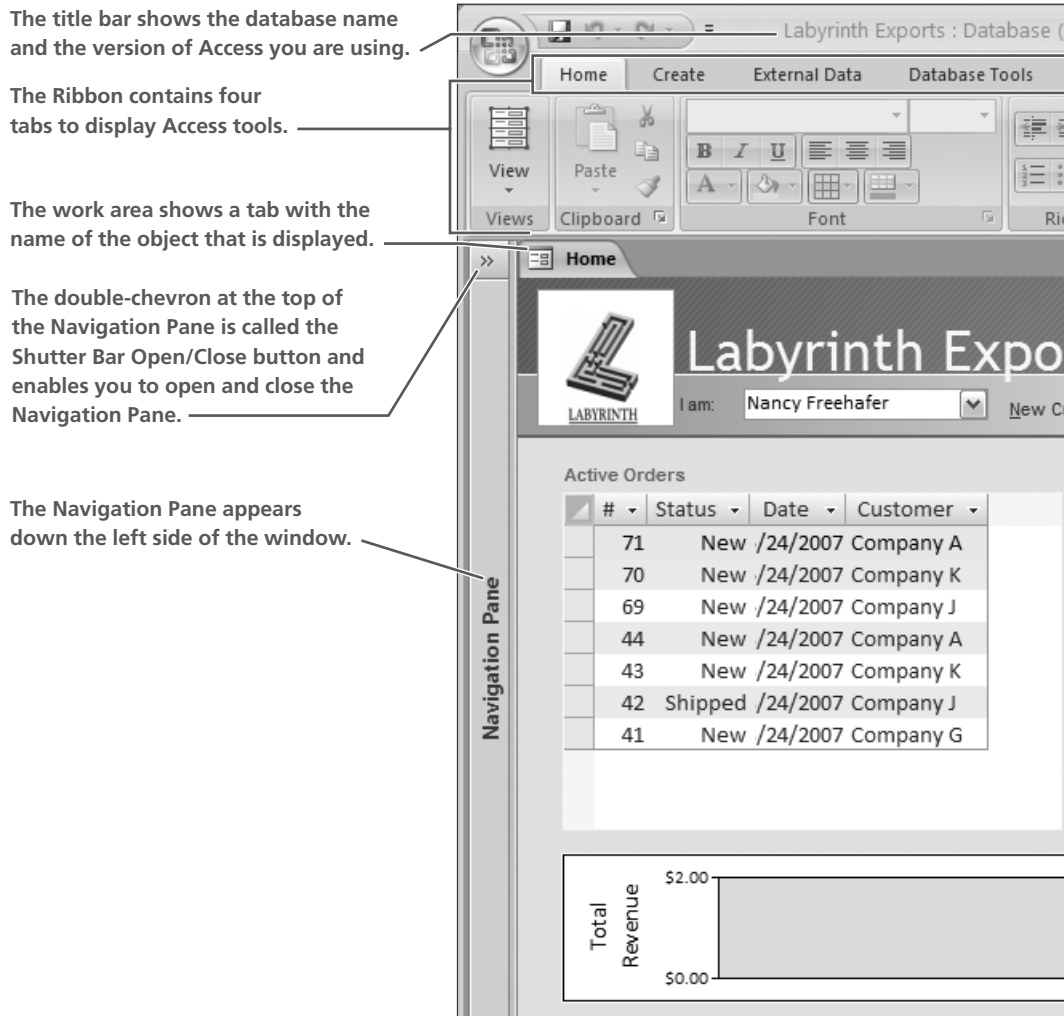 The title bar shows the database name
and the version of Access you are using.
The Ribbon contains four
tabs to display Access tools.
The work area shows a tab with the
name of the object that is displayed.
The double-chevron at the top of
the Navigation Pane is called the
Shutter Bar Open/Close button and
enables you to open and close the
Navigation Pane.
The Navigation Pane appears
down the left side of the window.
Labyrinth Exports : Database (
Home Create External Data Database Tools
View Paste
B I U
A
Views Clipboard Font Ri
» Home
Labyrinth Expo
LABYRINTH
I am: Nancy Freehafer New C
Active Orders
# Status Date Customer
71 New /24/2007 Company A
70 New /24/2007 Company K
69 New /24/2007 Company J
44 New /24/2007 Company A
43 New /24/2007 Company K
42 Shipped /24/2007 Company J
41 New /24/2007 Company G
Navigation Pane
Total
Revenue
$2.00
$0.00